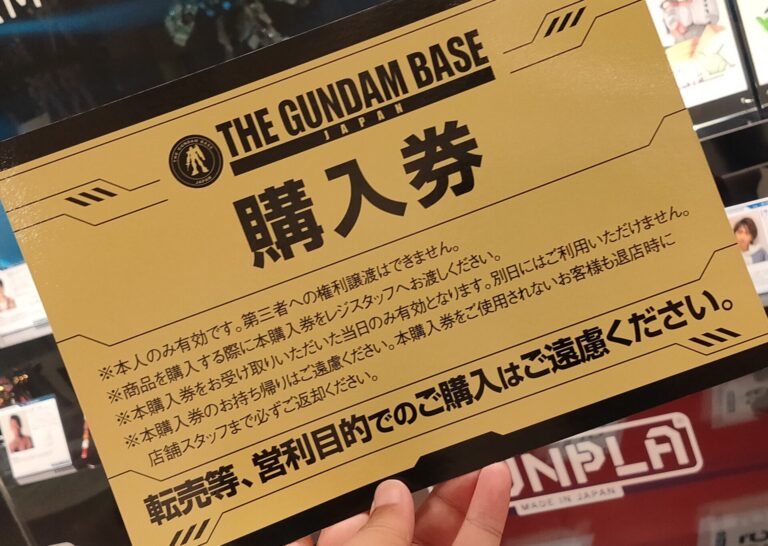 THE GUNDAM BASE
JAPAN
THE GUNDAM BASE
JAPAN
購入券
※本人のみ有効です。第三者への権利譲渡はできません。
※商品を購入する際に本購入券をレジスタッフへお渡しください。
※本購入券をお受け取りいただいた当日のみ有効となります。別日にはご利用いただけません。
※本購入券のお持ち帰りはご遠慮ください。本購入券をご使用されないお客様も退店時に
店舗スタッフまで必ずご返却ください。
転売等、営利目的でのご購入はご遠慮ください。
UNPLA
MADE IN JAPAN